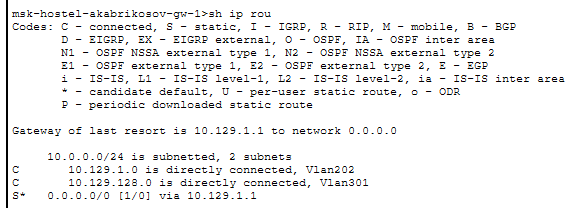 msk-hostel-akabrikosov-gw-1>sh ip rou
Codes: C - connected, S - static, I - IGRP, R - RIP, M - mobile, B - BGP
       D - EIGRP, EX - EIGRP external, O - OSPF, IA - OSPF inter area
       N1 - OSPF NSSA external type 1, N2 - OSPF NSSA external type 2
       E1 - OSPF external type 1, E2 - OSPF external type 2, E - EGP
       i - IS-IS, L1 - IS-IS level-1, L2 - IS-IS level-2, ia - IS-IS inter area
       * - candidate default, U - per-user static route, o - ODR
       P - periodic downloaded static route
Gateway of last resort is 10.129.1.1 to network 0.0.0.0
     10.0.0.0/24 is subnetted, 2 subnets
C       10.129.1.0 is directly connected, Vlan202
C       10.129.128.0 is directly connected, Vlan301
S*   0.0.0.0/0 [1/0] via 10.129.1.1